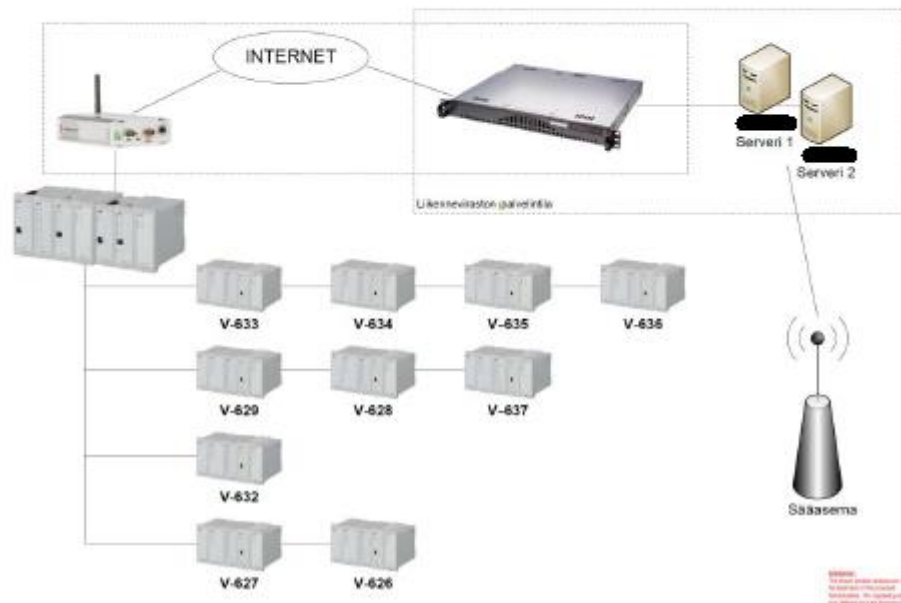 INTERNET
Serveri 1
Serveri 2
Liikenneviraston palvelintila
V-633
V-634
V-635
V-636
V-629
V-628
V-637
V-632
V-627
V-626
Sääasema